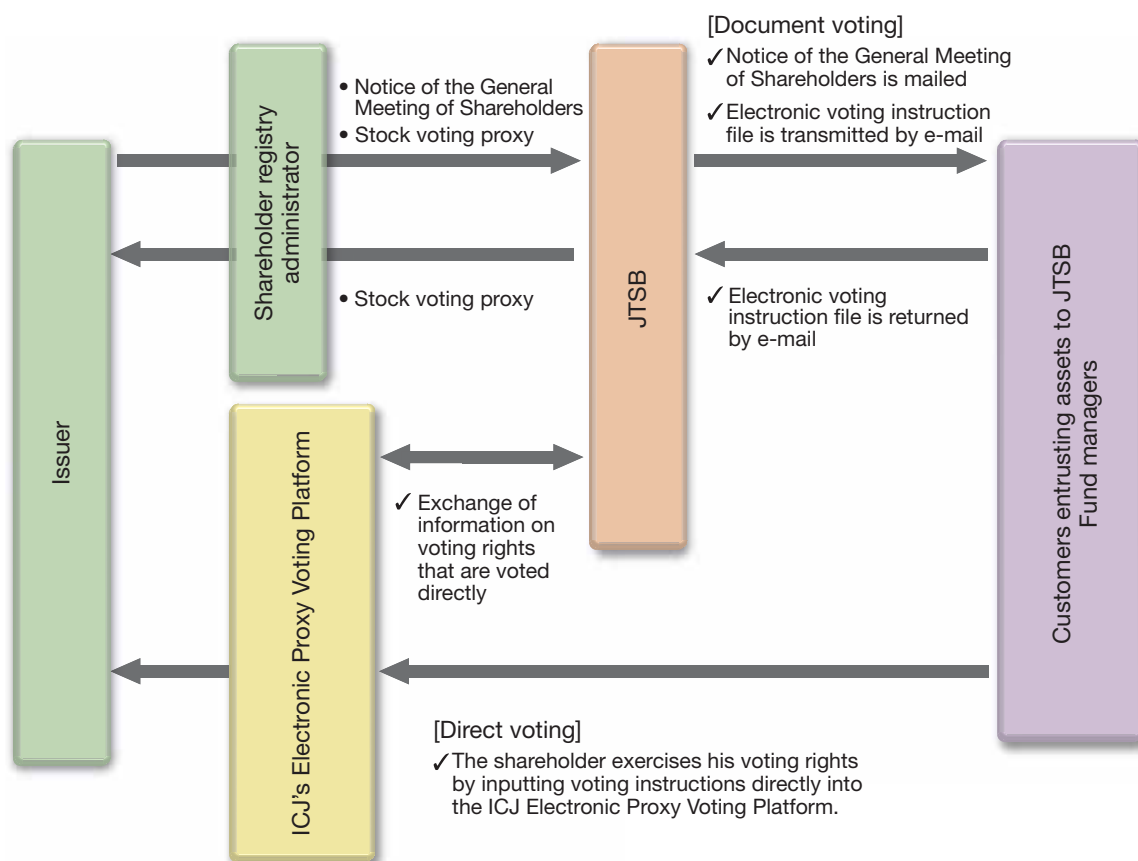 [Document voting]
✓ Notice of the General Meeting
of Shareholders is mailed
✓ Electronic voting instruction
file is transmitted by e-mail
• Notice of the General
Meeting of Shareholders
• Stock voting proxy
Issuer
Shareholder registry
administrator
JTSB
Customers entrusting assets to JTSB
Fund managers
• Stock voting proxy
✓ Electronic voting
instruction file is returned
by e-mail
ICJ's Electronic Proxy Voting Platform
✓ Exchange of
information on
voting rights
that are voted
directly
[Direct voting]
✓ The shareholder exercises his voting rights
by inputting voting instructions directly into
the ICJ Electronic Proxy Voting Platform.